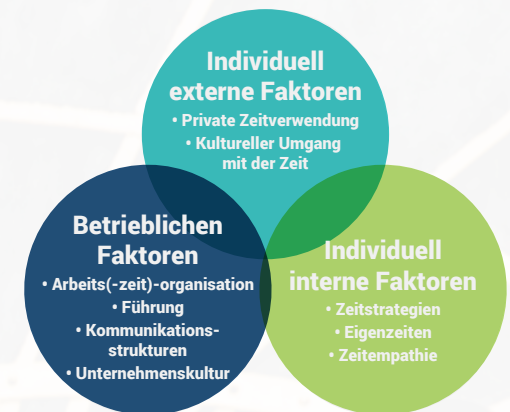 Individuell
externe Faktoren
• Private Zeitverwendung
• Kultureller Umgang
mit der Zeit
Betrieblichen
Faktoren
• Arbeits(-zeit)-organisation
• Führung
• Kommunikations-
strukturen
• Unternehmenskultur
Individuell
interne Faktoren
• Zeitstrategien
• Eigenzeiten
• Zeitempathie